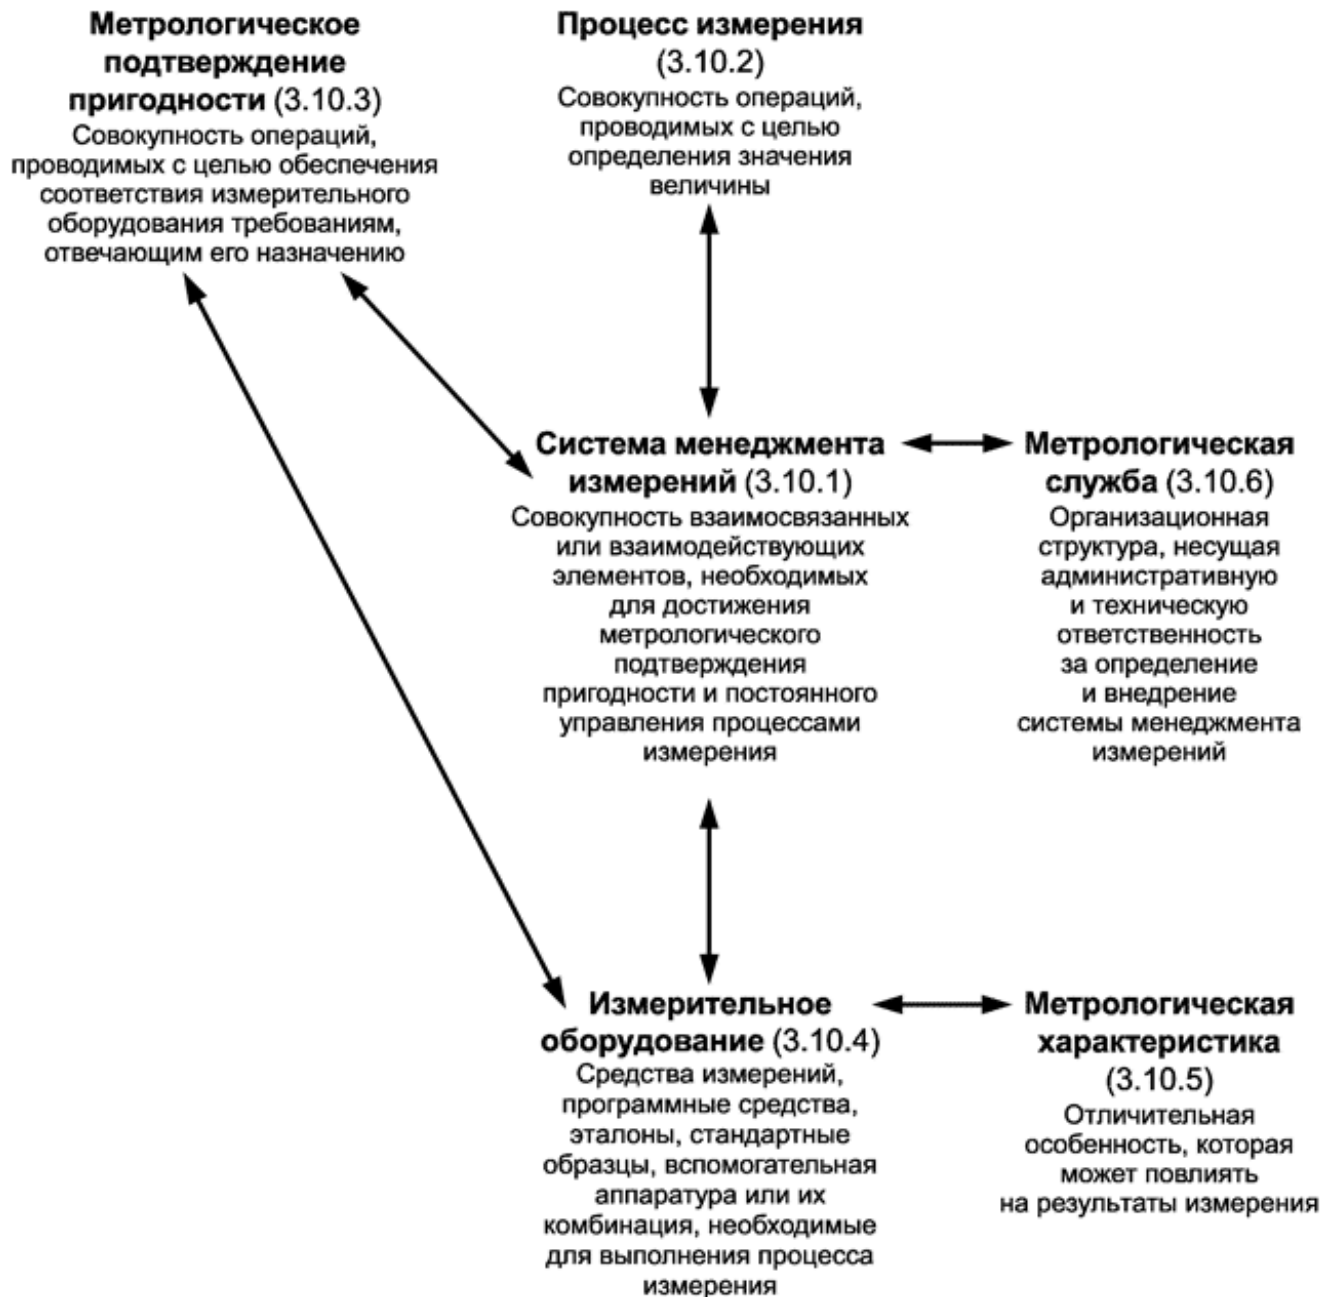 Метрологическое
подтверждение
пригодности (3.10.3)
Совокупность операций,
проводимых с целью обеспечения
соответствия измерительного
оборудования требованиям,
отвечающим его назначению
Процесс измерения
(3.10.2)
Совокупность операций,
проводимых с целью
определения значения
величины
Система менеджмента
измерений (3.10.1)
Совокупность взаимосвязанных
или взаимодействующих
элементов, необходимых
для достижения
метрологического
подтверждения
пригодности и постоянного
управления процессами
измерения
Метрологическая
служба (3.10.6)
Организационная
структура, несущая
административную
и техническую
ответственность
за определение
и внедрение
системы менеджмента
измерений
Измерительное
оборудование (3.10.4)
Средства измерений,
программные средства,
эталоны, стандартные
образцы, вспомогательная
аппаратура или их
комбинация, необходимые
для выполнения процесса
измерения
Метрологическая
характеристика
(3.10.5)
Отличительная
особенность, которая
может повлиять
на результаты измерения